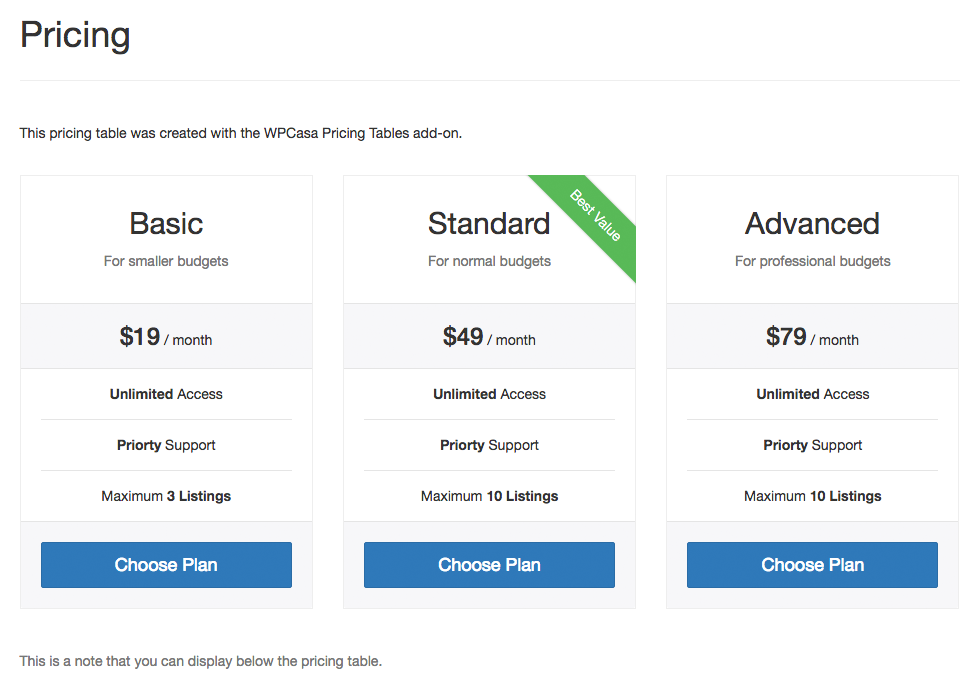 Pricing
This pricing table was created with the WPCasa Pricing Tables add-on.
Basic
For smaller budgets
$19 / month
Unlimited Access
Priorty Support
Maximum 3 Listings
Choose Plan
Standard
For normal budgets
Best Value
$49 / month
Unlimited Access
Priorty Support
Maximum 10 Listings
Choose Plan
Advanced
For professional budgets
$79 / month
Unlimited Access
Priorty Support
Maximum 10 Listings
Choose Plan
This is a note that you can display below the pricing table.